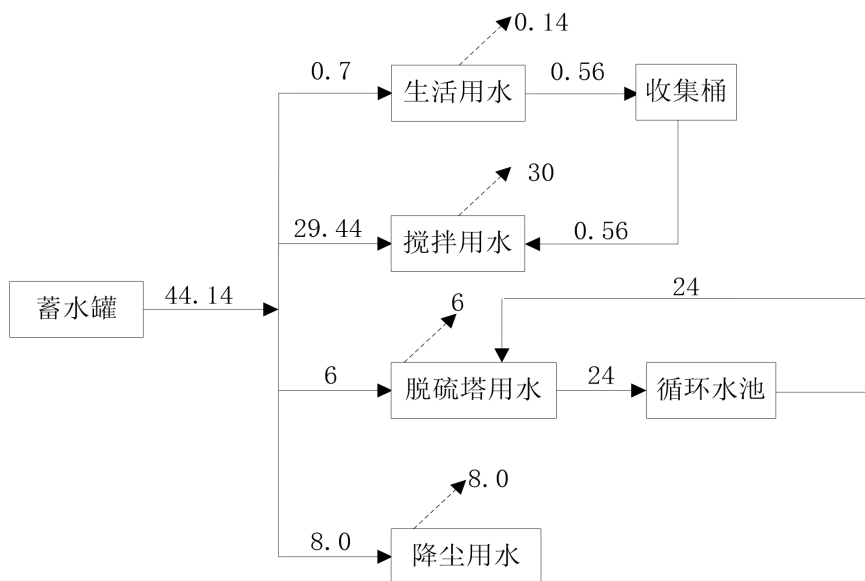 0.14
0.7
生活用水
0.56
收集桶
30
29.44
搅拌用水
0.56
蓄水罐
44.14
24
6
6
脱硫塔用水
24
循环水池
8.0
8.0
降尘用水